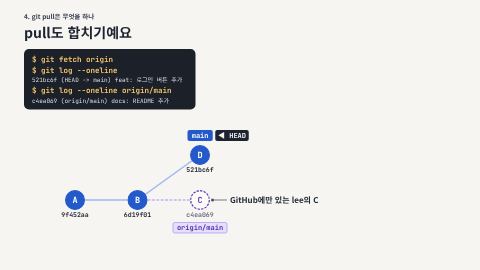 4. git pull은 무엇을 하나
pull도 합치기예요
$ git fetch origin
$ git log --oneline
521bc6f (HEAD -> main) feat: 로그인 버튼 추가
$ git log --oneline origin/main
c4ea069 (origin/main) docs: README 추가
main ◀ HEAD
D
521bc6f
A
B
C
GitHub에만 있는 lee의 C
9f452aa
6d19f01
c4ea069
origin/main